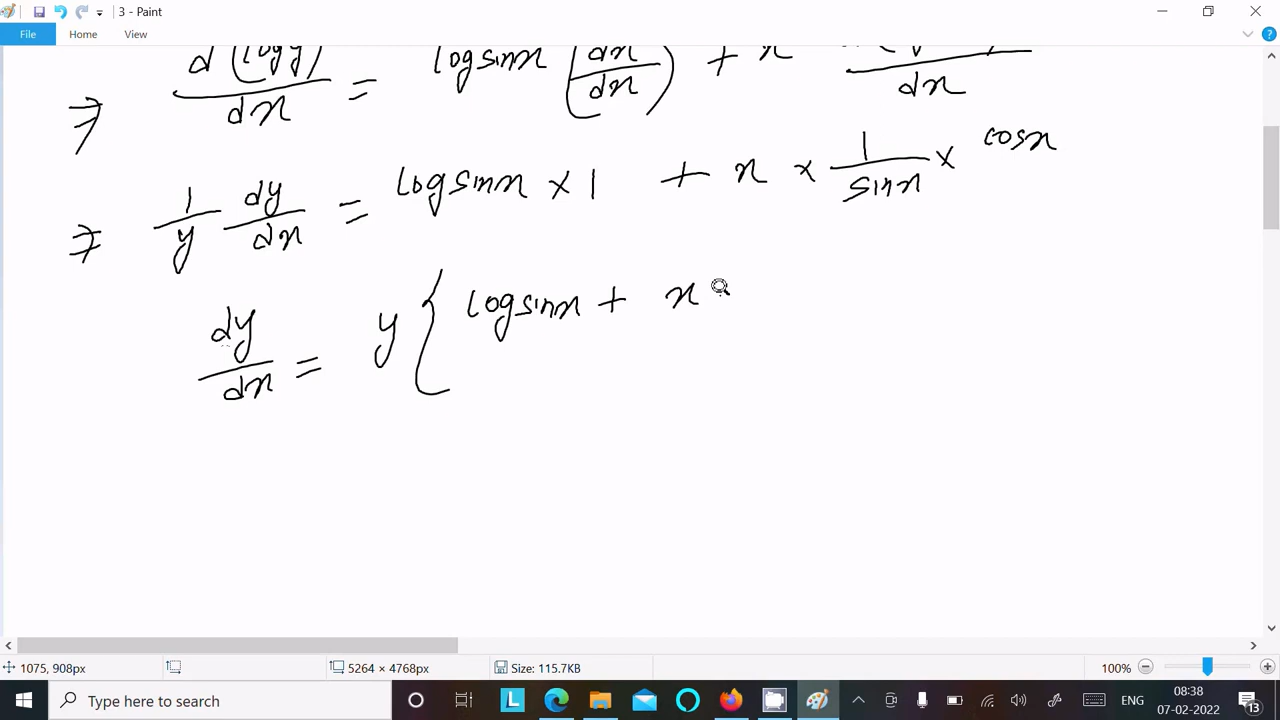 3 - Paint
File Home View
d(logy)/dx = logsinx (dx/dx) + x /dx
⇒ 1/y dy/dx = logsinx × 1 + x × 1/sinx × cosx
dy/dx = y { logsinx + x
1075, 908px 5264 × 4768px Size: 115.7KB 100%
Type here to search L ENG 08:38 07-02-2022 13